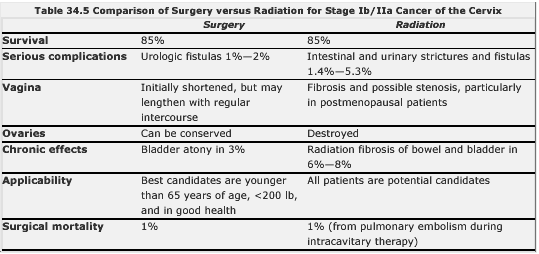 Table 34.5 Comparison of Surgery versus Radiation for Stage Ib/IIa Cancer of the Cervix
Surgery Radiation
Survival 85% 85%
Serious complications Urologic fistulas 1%—2% Intestinal and urinary strictures and fistulas
1.4%—5.3%
Vagina Initially shortened, but may Fibrosis and possible stenosis, particularly
lengthen with regular in postmenopausal patients
intercourse
Ovaries Can be conserved Destroyed
Chronic effects Bladder atony in 3% Radiation fibrosis of bowel and bladder in
6%—8%
Applicability Best candidates are younger All patients are potential candidates
than 65 years of age, <200 lb,
and in good health
Surgical mortality 1% 1% (from pulmonary embolism during
intracavitary therapy)